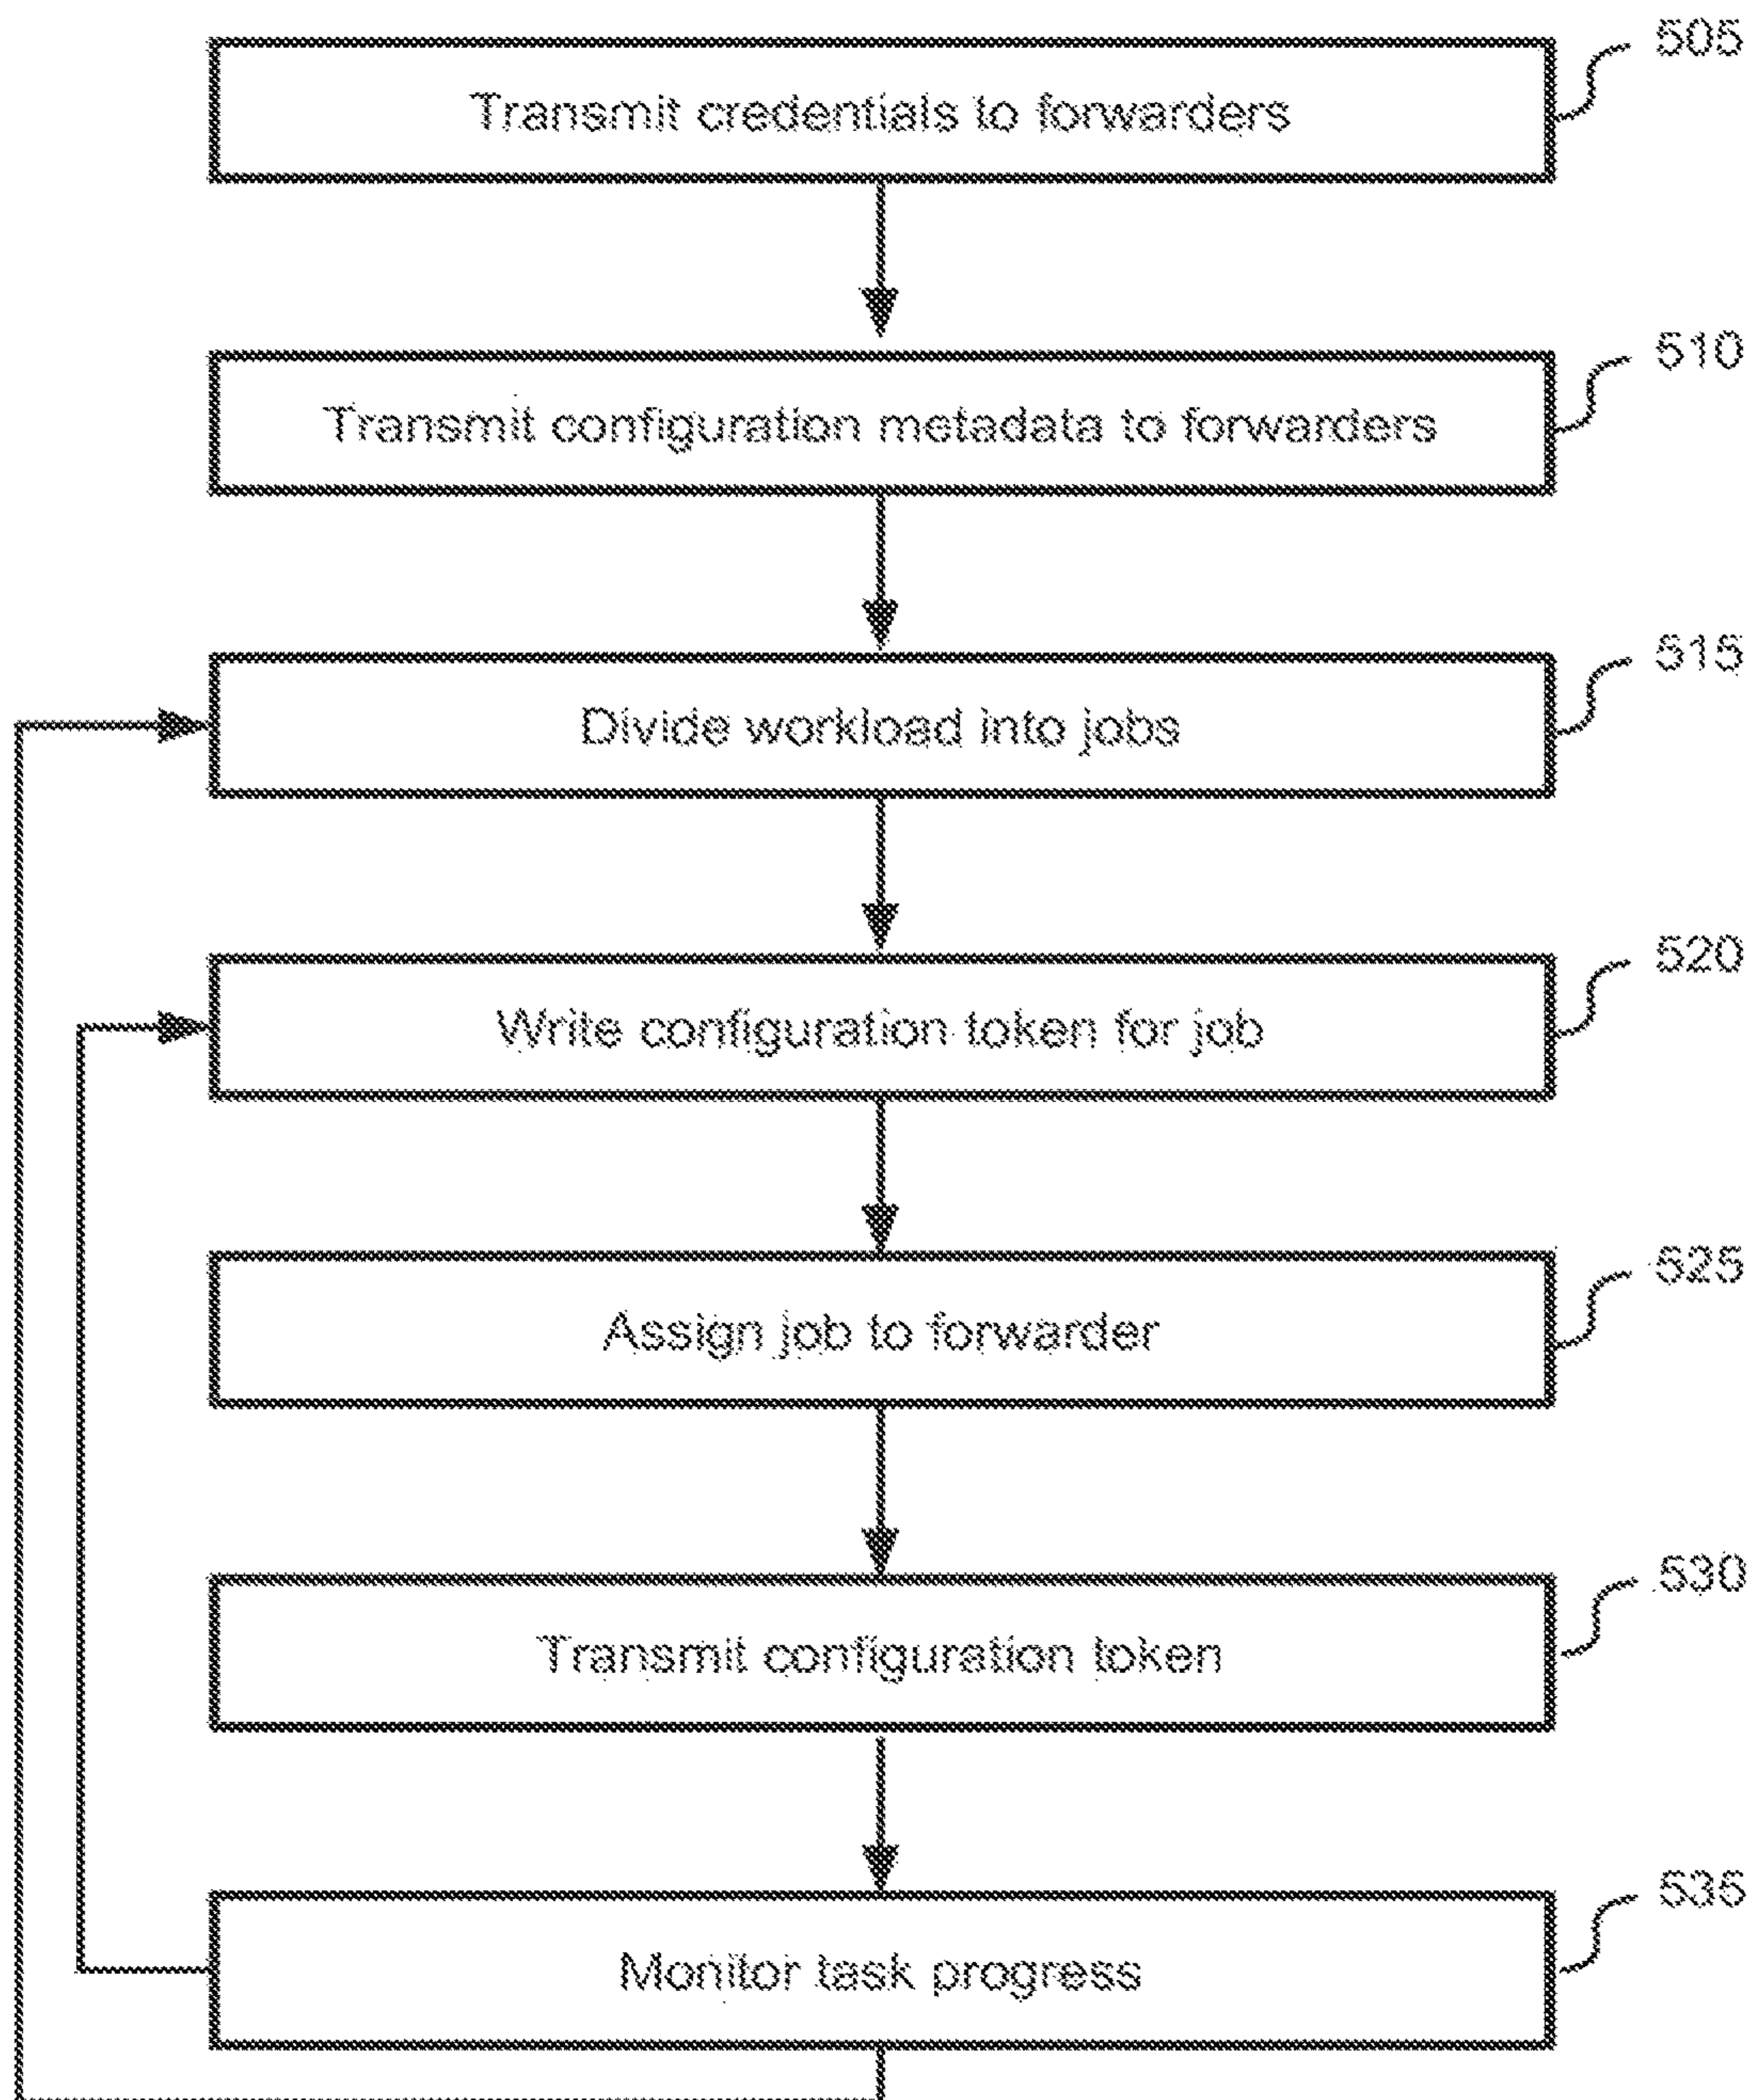 505
Transmit credentials to forwarders
510
Transmit configuration metadata to forwarders
515
Divide workload into jobs
520
Write configuration token for job
525
Assign job to forwarder
530
Transmit configuration token
535
Monitor task progress